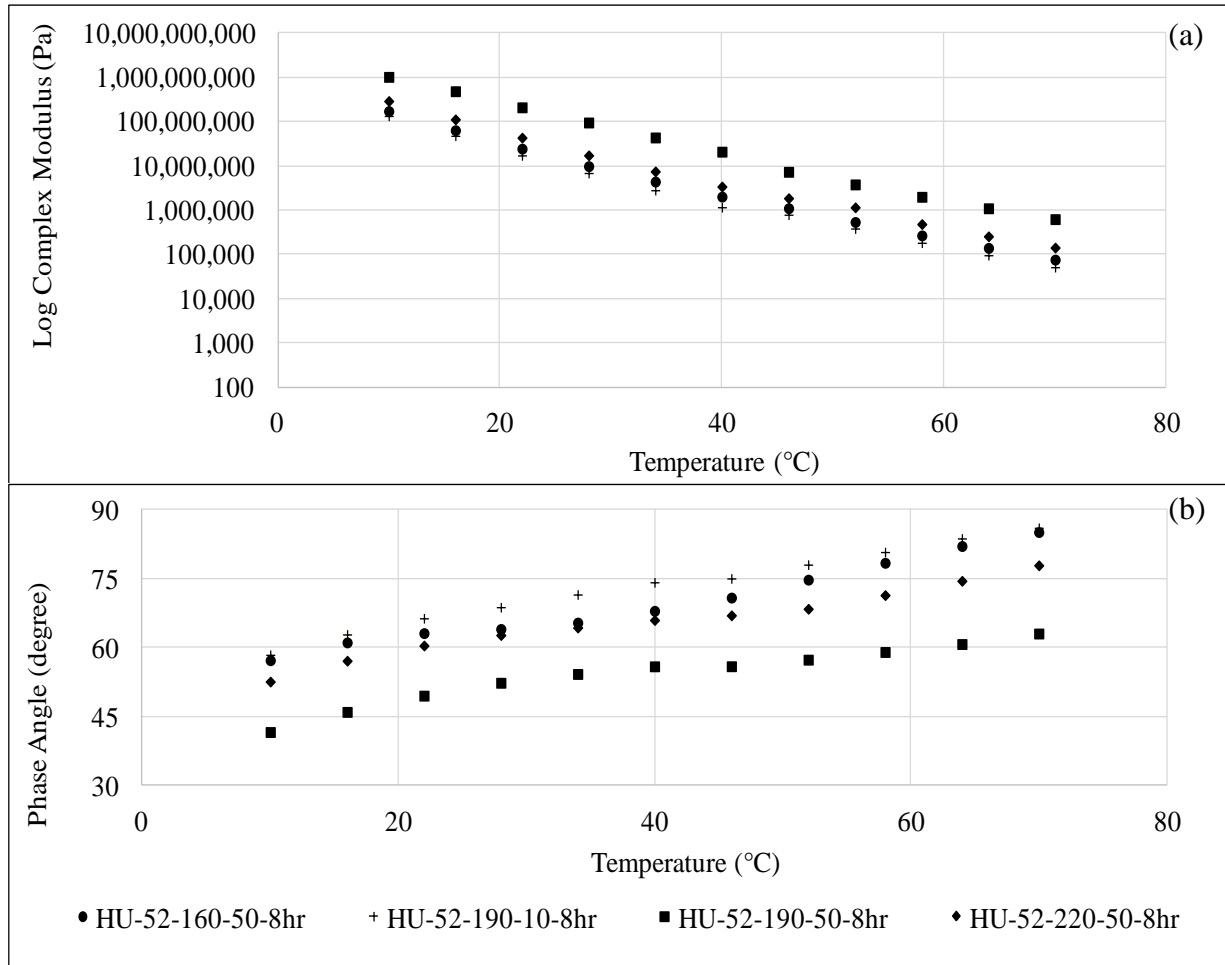 (a)
Log Complex Modulus (Pa)
10,000,000,000
1,000,000,000
100,000,000
10,000,000
1,000,000
100,000
10,000
1,000
100
0 20 40 60 80
Temperature (°C)
(b)
Phase Angle (degree)
90
75
60
45
30
0 20 40 60 80
Temperature (°C)
HU-52-160-50-8hr HU-52-190-10-8hr HU-52-190-50-8hr HU-52-220-50-8hr